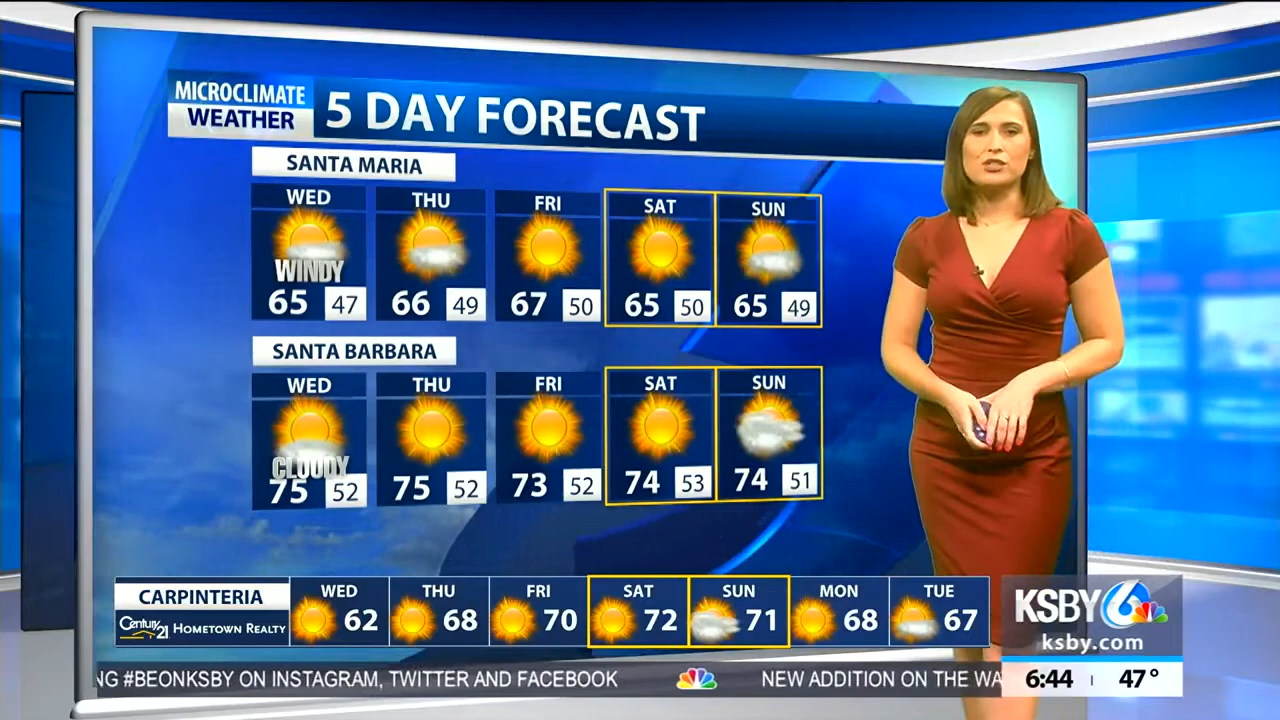 MICROCLIMATE
WEATHER
5 DAY FORECAST
SANTA MARIA
WED THU FRI SAT SUN
WINDY
65 47 66 49 67 50 65 50 65 49
SANTA BARBARA
WED THU FRI SAT SUN
CLOUDY
75 52 75 52 73 52 74 53 74 51
CARPINTERIA
Century 21 HOMETOWN REALTY
WED THU FRI SAT SUN MON TUE
62 68 70 72 71 68 67
KSBY 6
ksby.com
NG #BEONKSBY ON INSTAGRAM, TWITTER AND FACEBOOK NEW ADDITION ON THE WA
6:44 47°